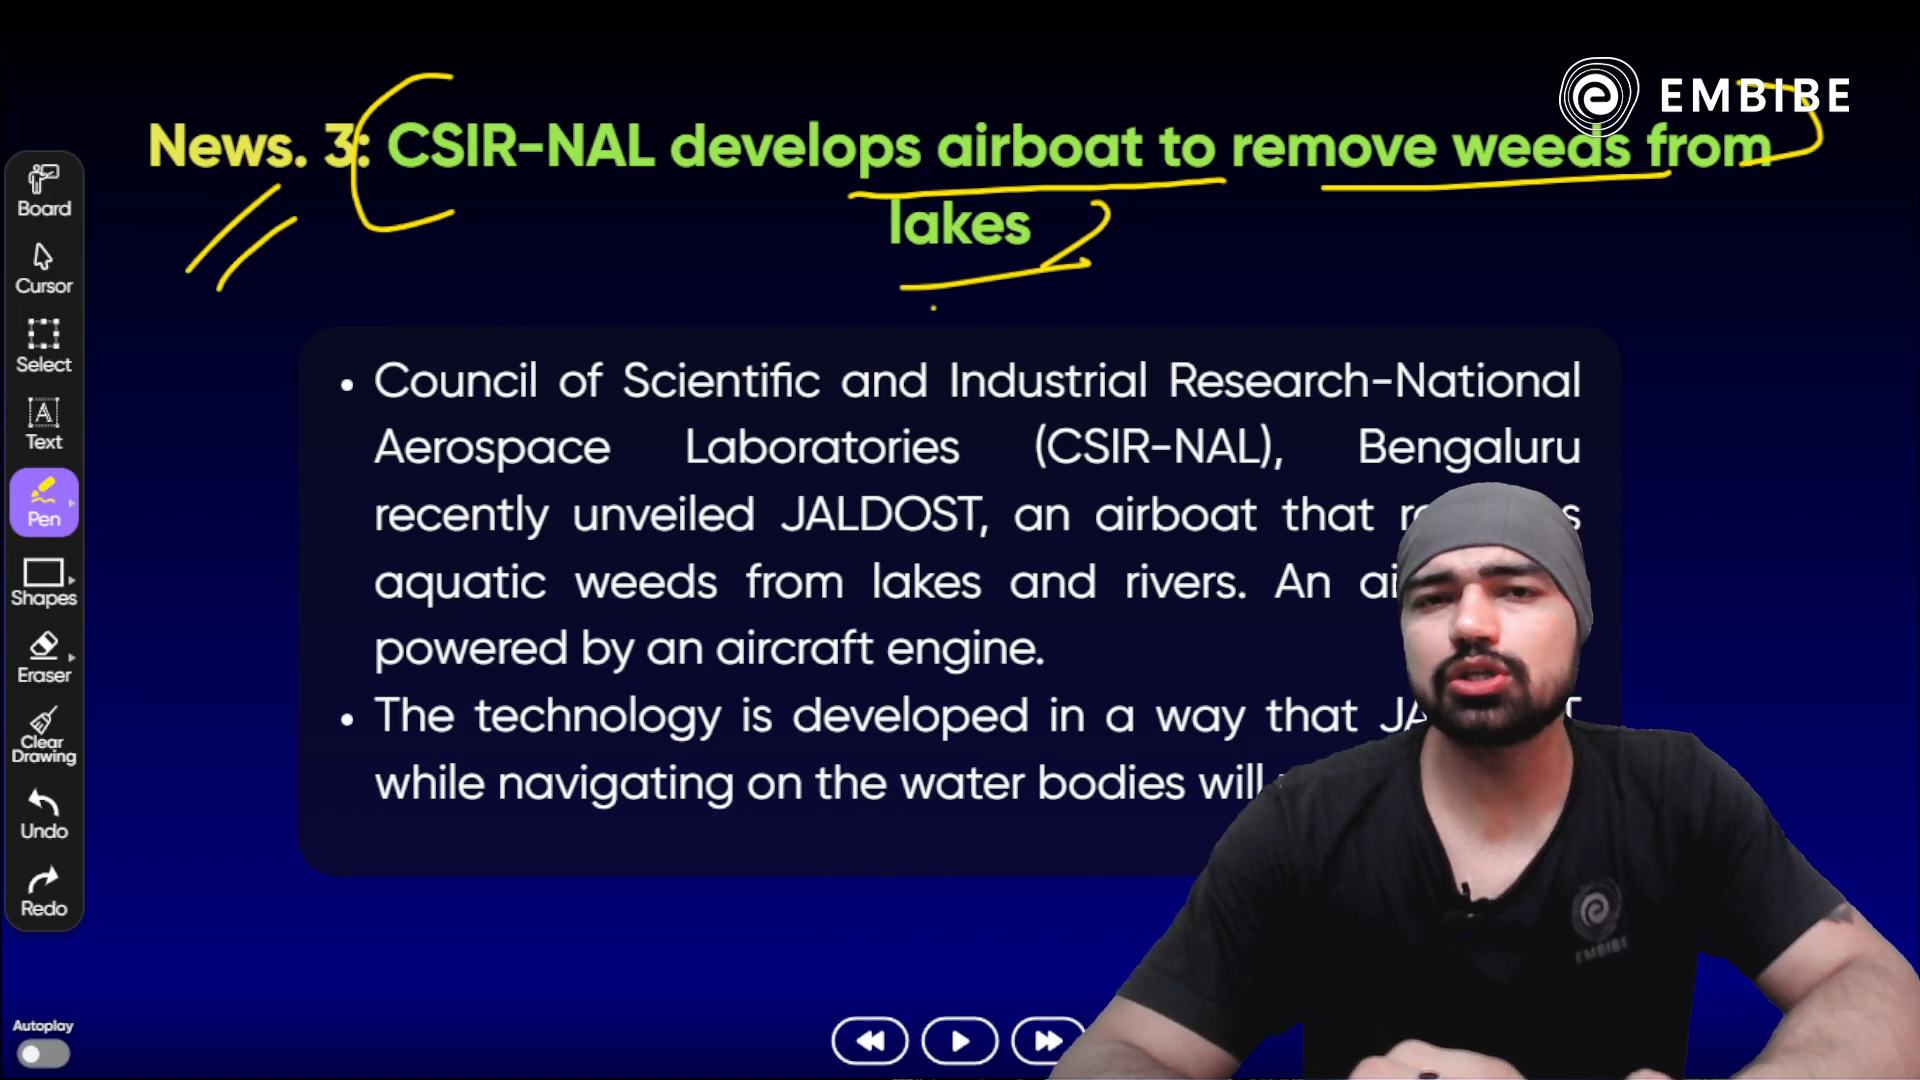 EMBIBE
News. 3: CSIR-NAL develops airboat to remove weeds from
lakes
Council of Scientific and Industrial Research-National
Aerospace Laboratories (CSIR-NAL), Bengaluru
recently unveiled JALDOST, an airboat that
aquatic weeds from lakes and rivers. An
powered by an aircraft engine.
The technology is developed in a way that
while navigating on the water bodies will
Board
Cursor
Select
Text
Pen
Shapes
Eraser
Clear
Drawing
Undo
Redo
Autoplay
EMBIBE